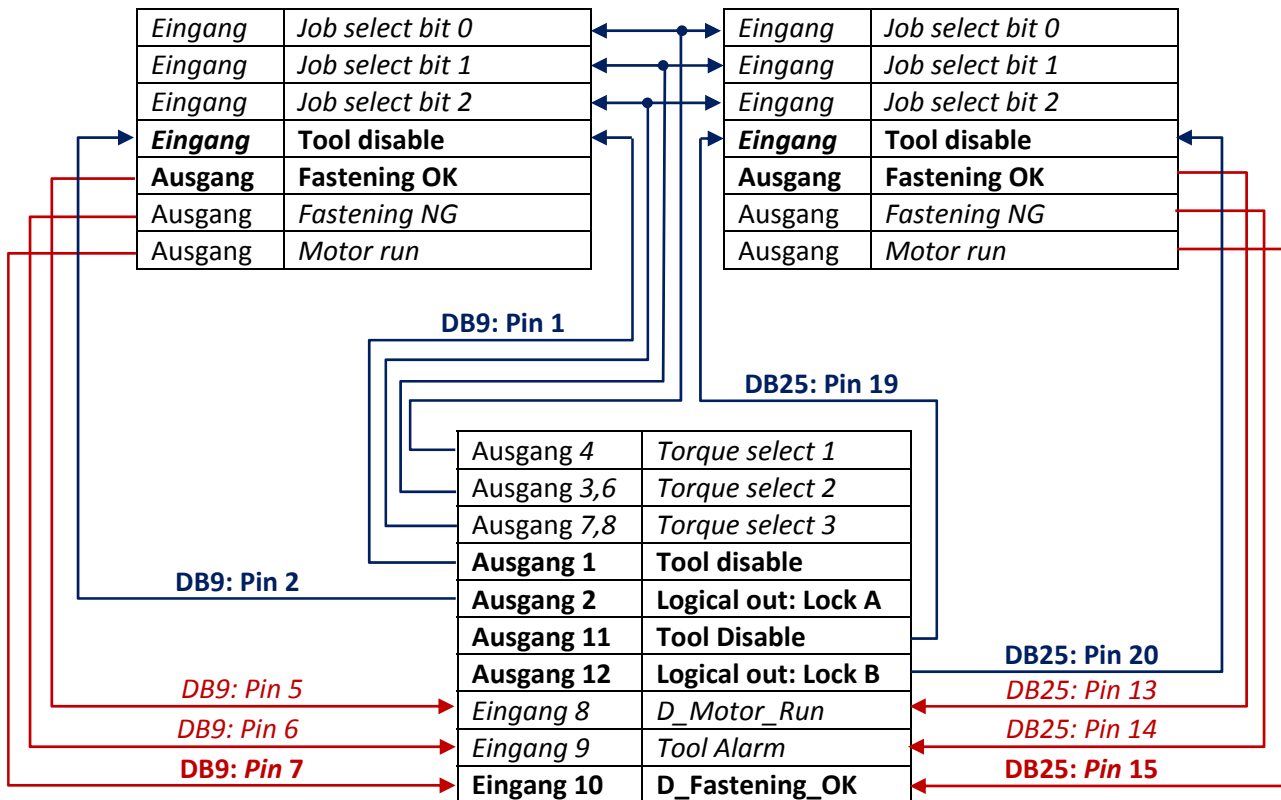 Eingang Job select bit 0 Eingang Job select bit 0
Eingang Job select bit 1 Eingang Job select bit 1
Eingang Job select bit 2 Eingang Job select bit 2
Eingang Tool disable Eingang Tool disable
Ausgang Fastening OK Ausgang Fastening OK
Ausgang Fastening NG Ausgang Fastening NG
Ausgang Motor run Ausgang Motor run
DB9: Pin 1
DB25: Pin 19
Ausgang 4 Torque select 1
Ausgang 3,6 Torque select 2
Ausgang 7,8 Torque select 3
Ausgang 1 Tool disable
DB9: Pin 2
Ausgang 2 Logical out: Lock A
Ausgang 11 Tool Disable
DB25: Pin 20
Ausgang 12 Logical out: Lock B
DB9: Pin 5 DB25: Pin 13
Eingang 8 D_Motor_Run
DB9: Pin 6 DB25: Pin 14
Eingang 9 Tool Alarm
DB9: Pin 7 DB25: Pin 15
Eingang 10 D_Fastening_OK